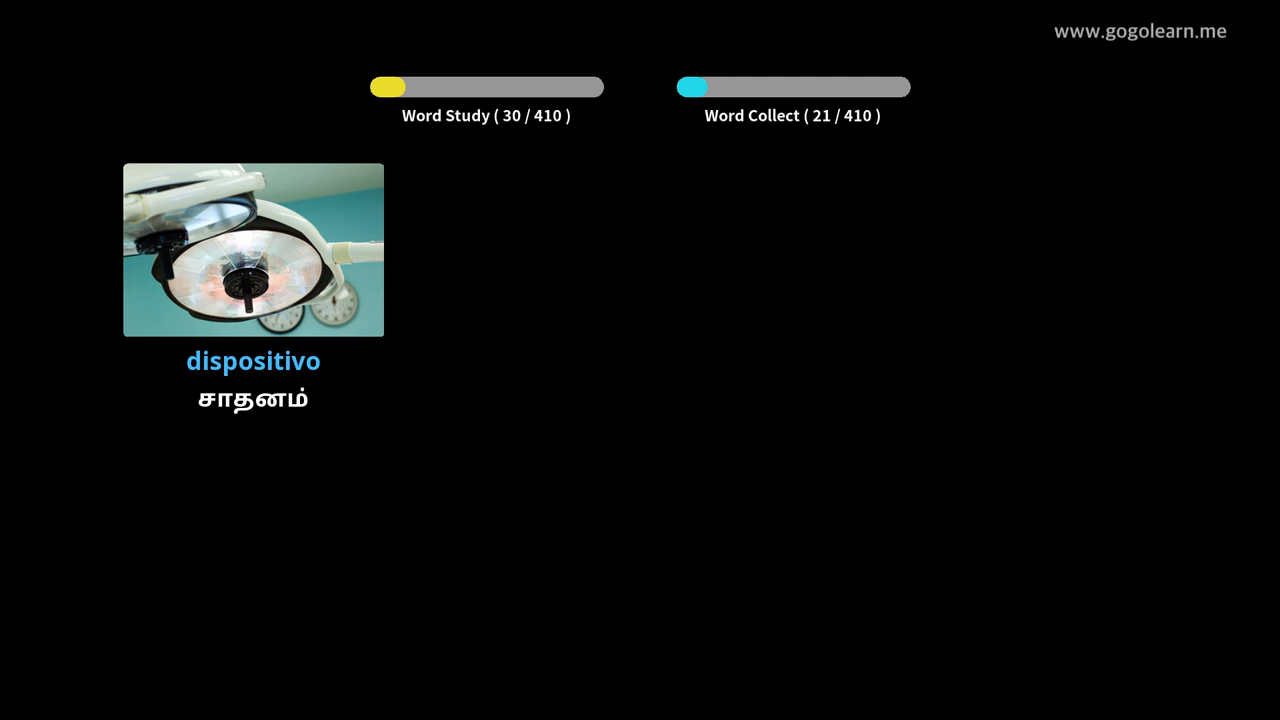 www.gogolearn.me
Word Study ( 30 / 410 )
Word Collect ( 21 / 410 )
dispositivo
சாதனம்